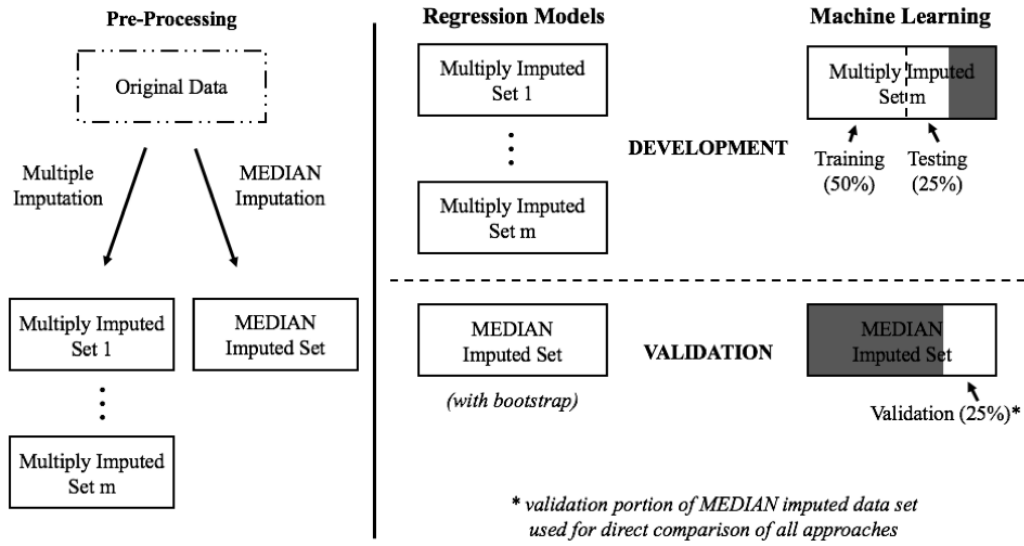 Pre-Processing
Original Data
Multiple
Imputation
MEDIAN
Imputation
Multiply Imputed
Set 1
MEDIAN
Imputed Set
Multiply Imputed
Set m
Regression Models
Multiply Imputed
Set 1
DEVELOPMENT
Multiply Imputed
Set m
Machine Learning
Multiply Imputed
Set m
Training
(50%)
Testing
(25%)
MEDIAN
Imputed Set
(with bootstrap)
VALIDATION
MEDIAN
Imputed Set
Validation (25%)*
* validation portion of MEDIAN imputed data set
used for direct comparison of all approaches